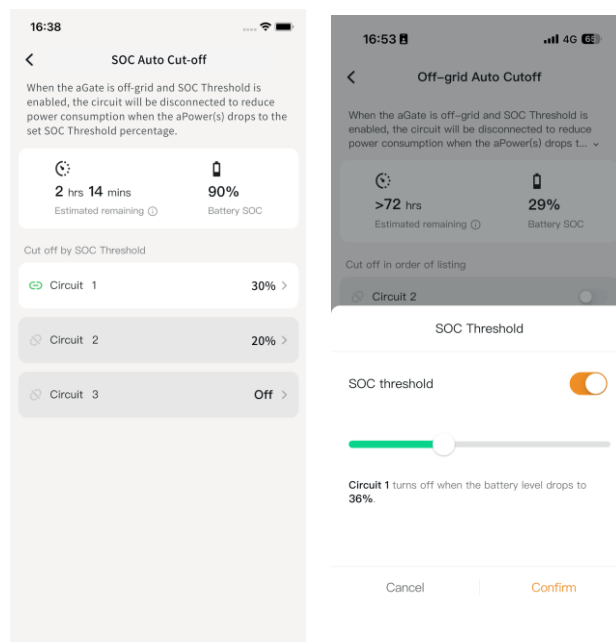 16:38
SOC Auto Cut-off
When the aGate is off-grid and SOC Threshold is
enabled, the circuit will be disconnected to reduce
power consumption when the aPower(s) drops to the
set SOC Threshold percentage.
2 hrs 14 mins
90%
Estimated remaining
Battery SOC
Cut off by SOC Threshold
Circuit 1
30%
Circuit 2
20%
Circuit 3
Off
16:53
4G
Off-grid Auto Cutoff
When the aGate is off-grid and SOC Threshold is
enabled, the circuit will be disconnected to reduce
power consumption when the aPower(s) drops t...
>72 hrs
29%
Estimated remaining
Battery SOC
Cut off in order of listing
Circuit 2
SOC Threshold
SOC threshold
Circuit 1 turns off when the battery level drops to
36%.
Cancel
Confirm